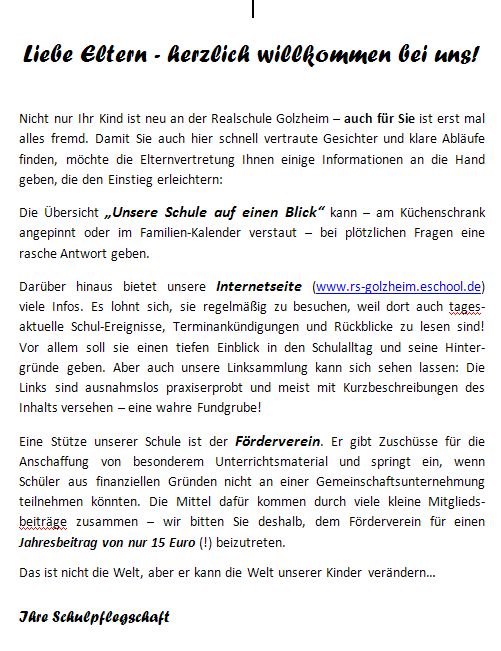 Liebe Eltern - herzlich willkommen bei uns!
Nicht nur Ihr Kind ist neu an der Realschule Golzheim – auch für Sie ist erst mal
alles fremd. Damit Sie auch hier schnell vertraute Gesichter und klare Abläufe
finden, möchte die Elternvertretung Ihnen einige Informationen an die Hand
geben, die den Einstieg erleichtern:
Die Übersicht „Unsere Schule auf einen Blick“ kann – am Küchenschrank
angepinnt oder im Familien-Kalender verstaut – bei plötzlichen Fragen eine
rasche Antwort geben.
Darüber hinaus bietet unsere Internetseite (www.rs-golzheim.eschool.de)
viele Infos. Es lohnt sich, sie regelmäßig zu besuchen, weil dort auch tages-
aktuelle Schul-Ereignisse, Terminankündigungen und Rückblicke zu lesen sind!
Vor allem soll sie einen tiefen Einblick in den Schulalltag und seine Hinter-
gründe geben. Aber auch unsere Linksammlung kann sich sehen lassen: Die
Links sind ausnahmslos praxiserprobt und meist mit Kurzbeschreibungen des
Inhalts versehen – eine wahre Fundgrube!
Eine Stütze unserer Schule ist der Förderverein. Er gibt Zuschüsse für die
Anschaffung von besonderem Unterrichtsmaterial und springt ein, wenn
Schüler aus finanziellen Gründen nicht an einer Gemeinschaftsunternehmung
teilnehmen könnten. Die Mittel dafür kommen durch viele kleine Mitglieds-
beiträge zusammen – wir bitten Sie deshalb, dem Förderverein für einen
Jahresbeitrag von nur 15 Euro (!) beizutreten.
Das ist nicht die Welt, aber er kann die Welt unserer Kinder verändern…
Ihre Schulpflegschaft